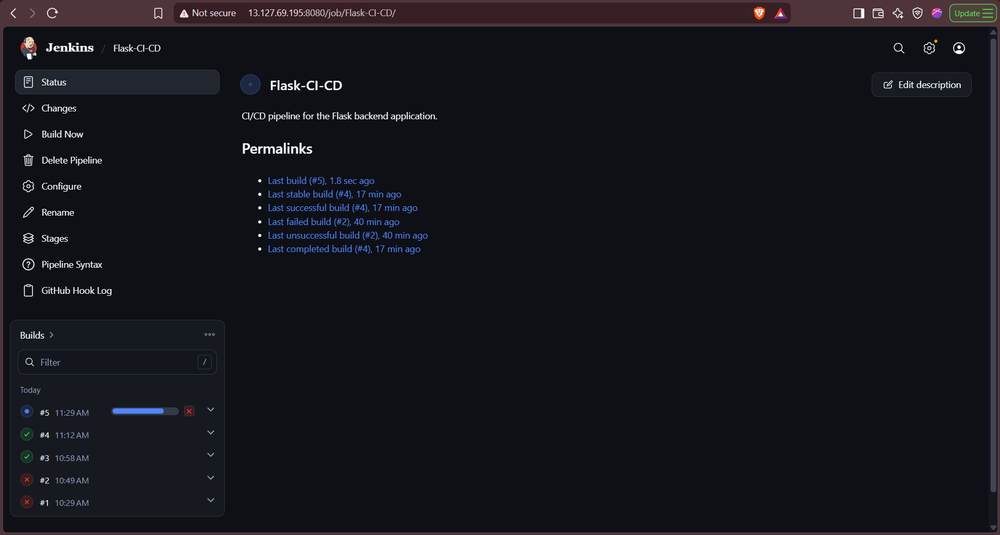 Not secure 13.127.69.195:8080/job/Flask-CI-CD/
Update
Jenkins / Flask-CI-CD
Status
Changes
Build Now
Delete Pipeline
Configure
Rename
Stages
Pipeline Syntax
GitHub Hook Log
Builds
Filter /
Today
#5 11:29 AM
#4 11:12 AM
#3 10:58 AM
#2 10:49 AM
#1 10:29 AM
Flask-CI-CD
Edit description
CI/CD pipeline for the Flask backend application.
Permalinks
Last build (#5), 1.8 sec ago
Last stable build (#4), 17 min ago
Last successful build (#4), 17 min ago
Last failed build (#2), 40 min ago
Last unsuccessful build (#2), 40 min ago
Last completed build (#4), 17 min ago